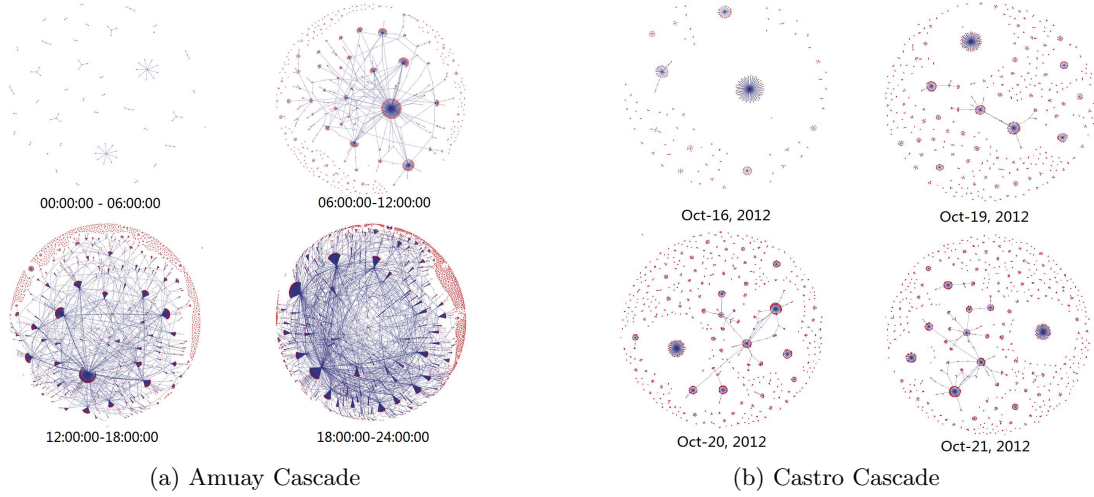 00:00:00 - 06:00:00
06:00:00-12:00:00
12:00:00-18:00:00
18:00:00-24:00:00
(a) Amuay Cascade
Oct-16, 2012
Oct-19, 2012
Oct-20, 2012
Oct-21, 2012
(b) Castro Cascade